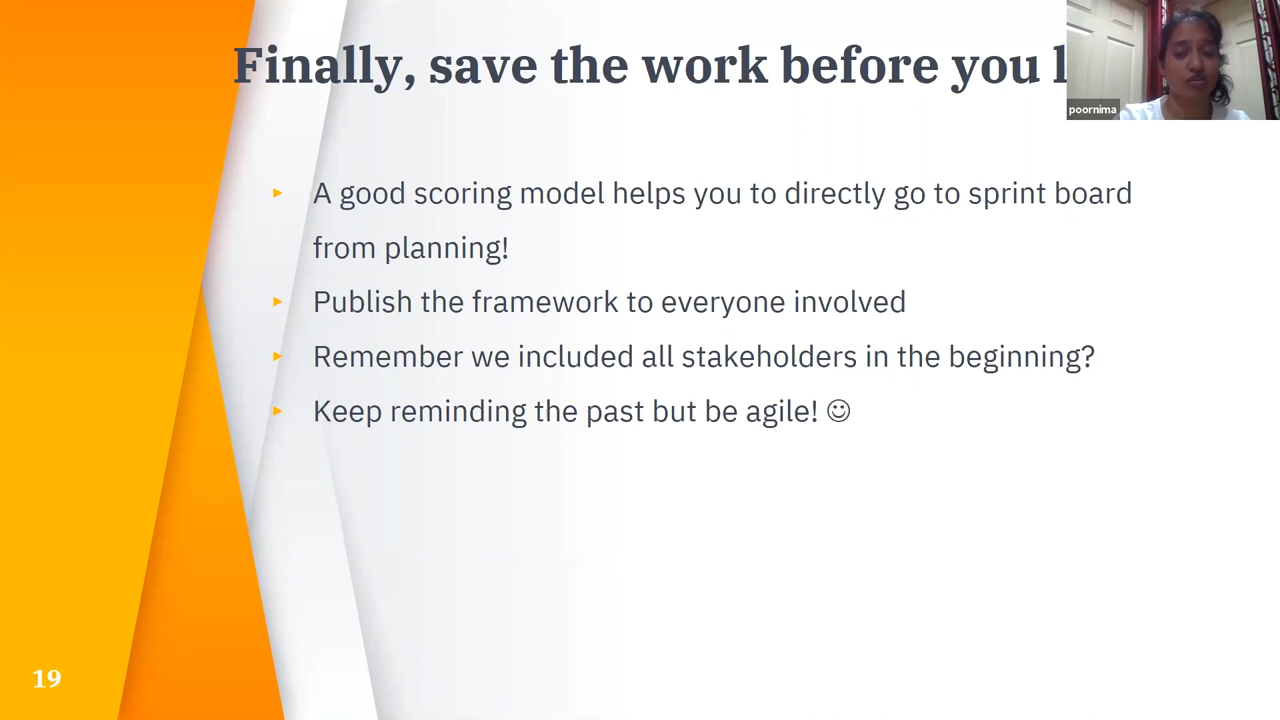 Finally, save the work before you l
poornima
A good scoring model helps you to directly go to sprint board
from planning!
Publish the framework to everyone involved
Remember we included all stakeholders in the beginning?
Keep reminding the past but be agile! ☺
19